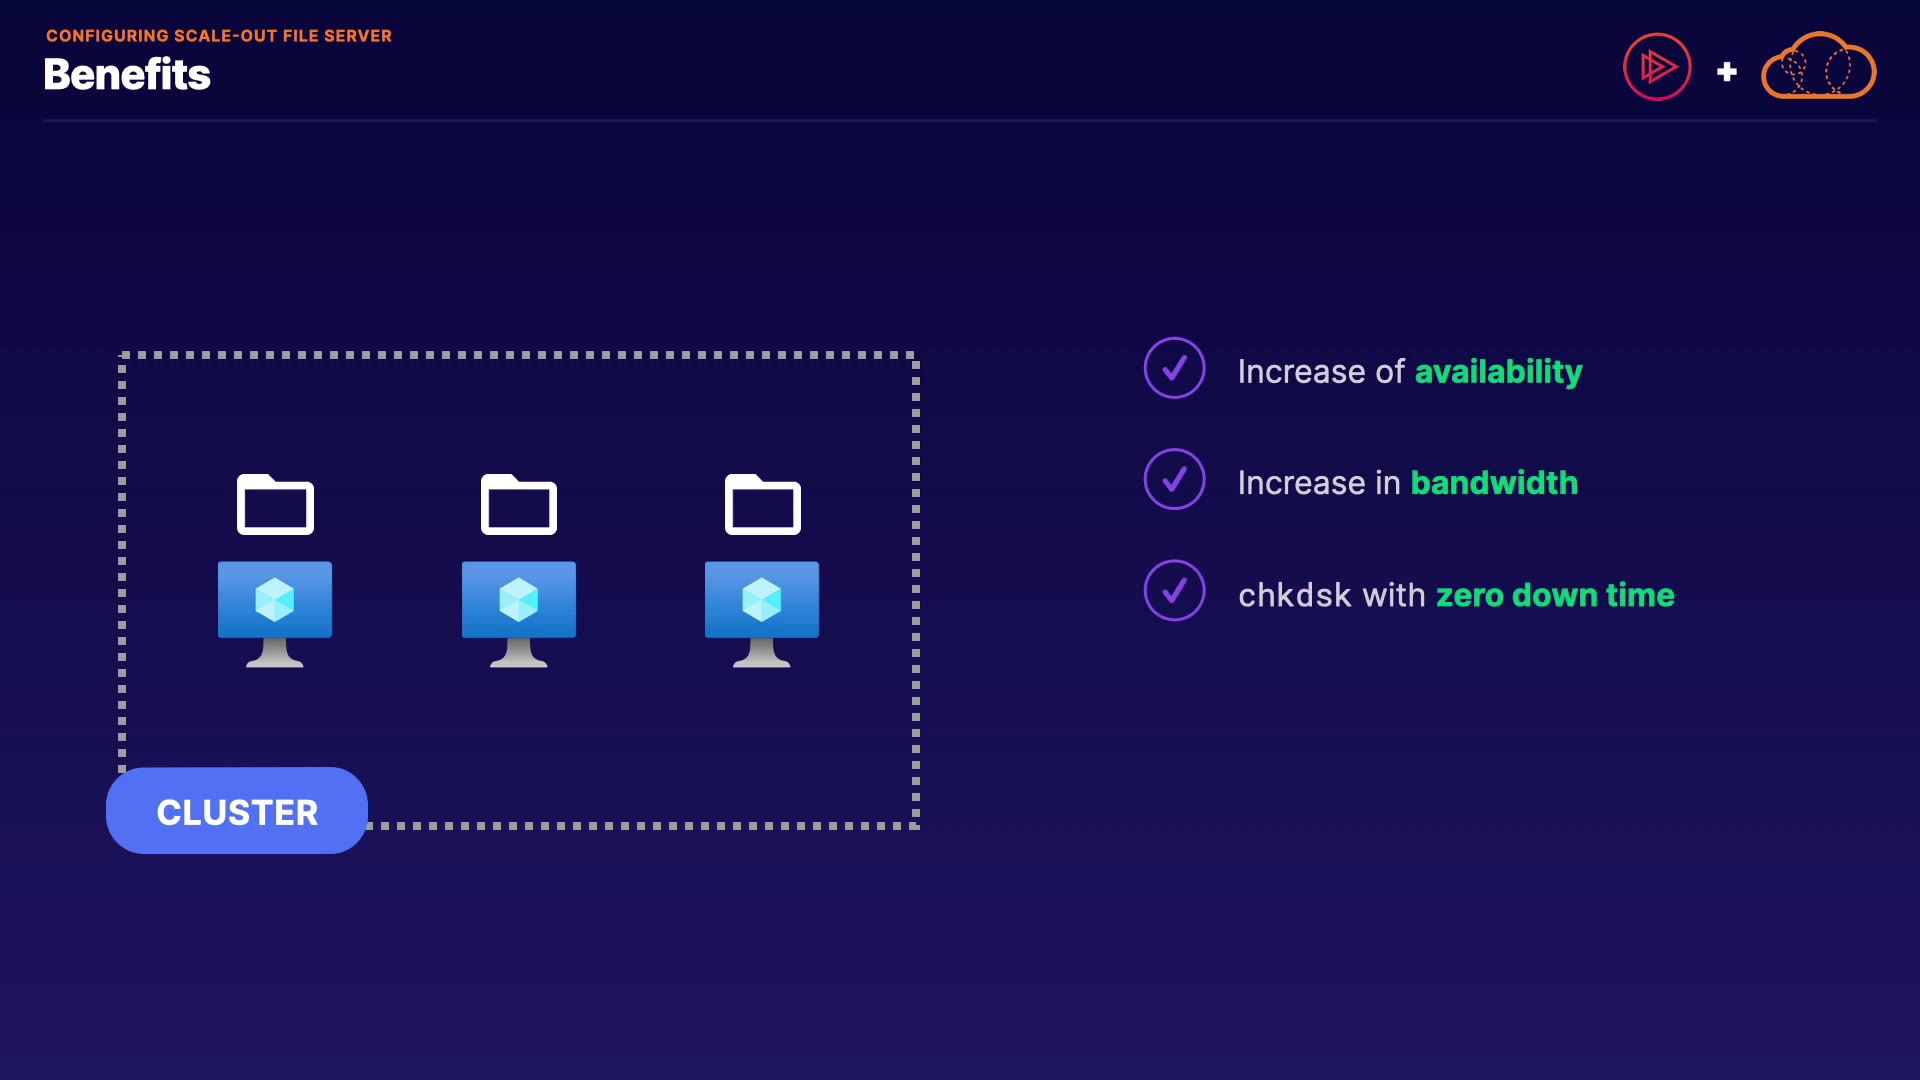 CONFIGURING SCALE-OUT FILE SERVER
Benefits
Increase of availability
Increase in bandwidth
chkdsk with zero down time
CLUSTER